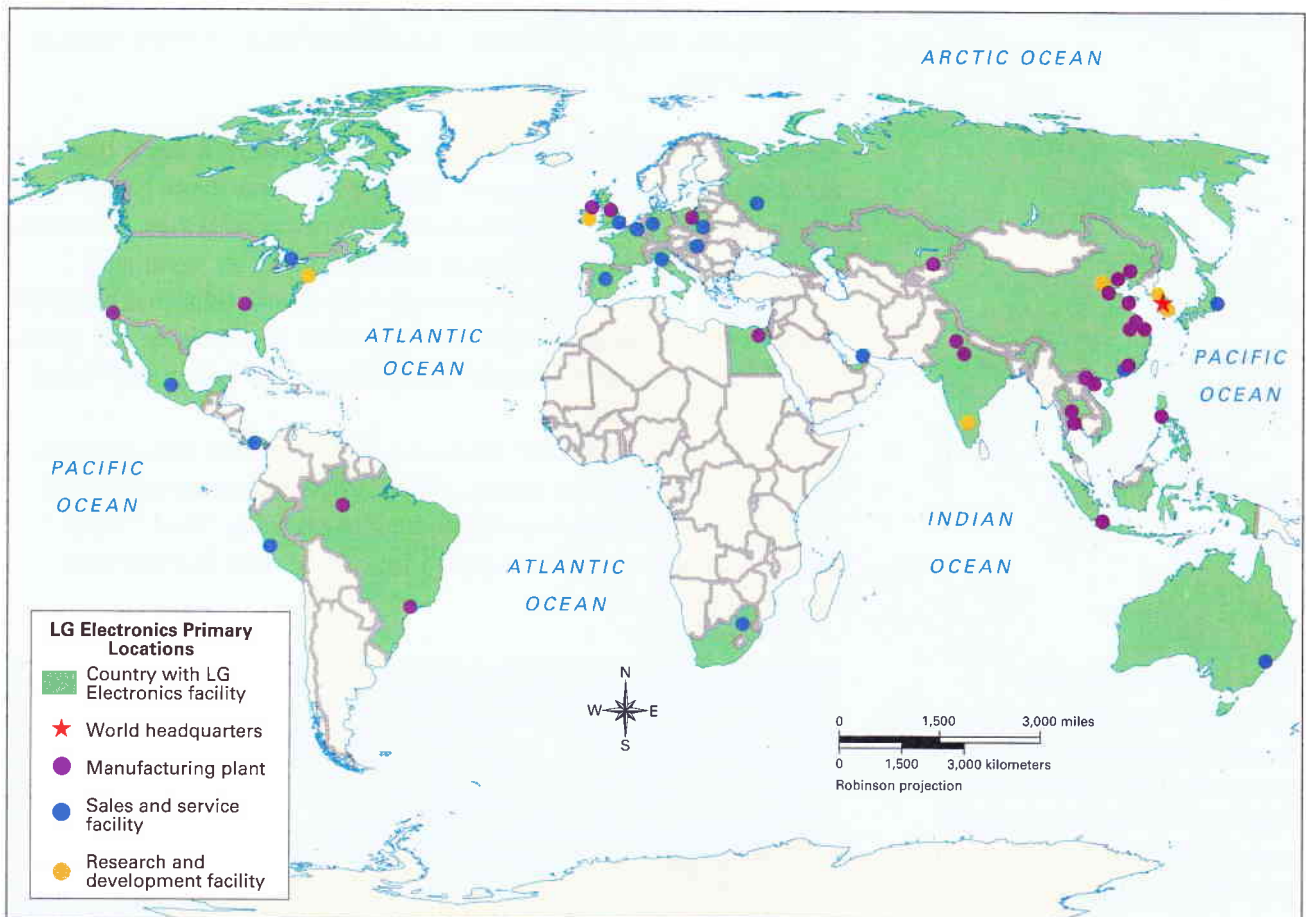 ARCTIC OCEAN
ATLANTIC
OCEAN
PACIFIC
OCEAN
PACIFIC
OCEAN
INDIAN
OCEAN
ATLANTIC
OCEAN
LG Electronics Primary
Locations
Country with LG
Electronics facility
World headquarters
Manufacturing plant
Sales and service
facility
Research and
development facility
N
W E
S
0 1,500 3,000 miles
0 1,500 3,000 kilometers
Robinson projection